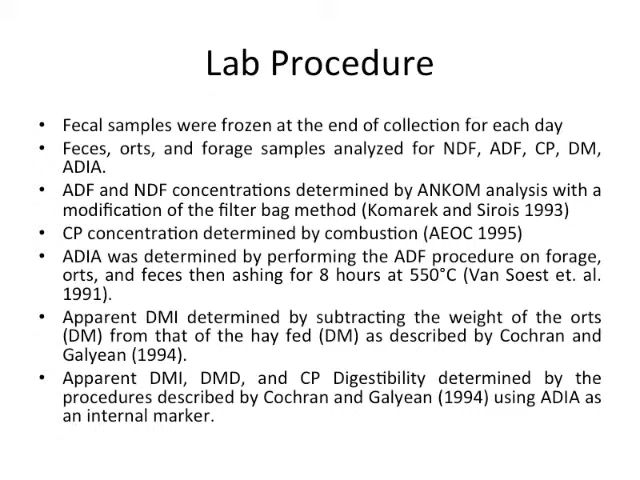 Lab Procedure
• Fecal samples were frozen at the end of collection for each day
• Feces, orts, and forage samples analyzed for NDF, ADF, CP, DM,
ADIA.
• ADF and NDF concentrations determined by ANKOM analysis with a
modification of the filter bag method (Komarek and Sirois 1993)
• CP concentration determined by combustion (AEOC 1995)
• ADIA was determined by performing the ADF procedure on forage,
orts, and feces then ashing for 8 hours at 550°C (Van Soest et. al.
1991).
• Apparent DMI determined by subtracting the weight of the orts
(DM) from that of the hay fed (DM) as described by Cochran and
Galyean (1994).
• Apparent DMI, DMD, and CP Digestibility determined by the
procedures described by Cochran and Galyean (1994) using ADIA as
an internal marker.